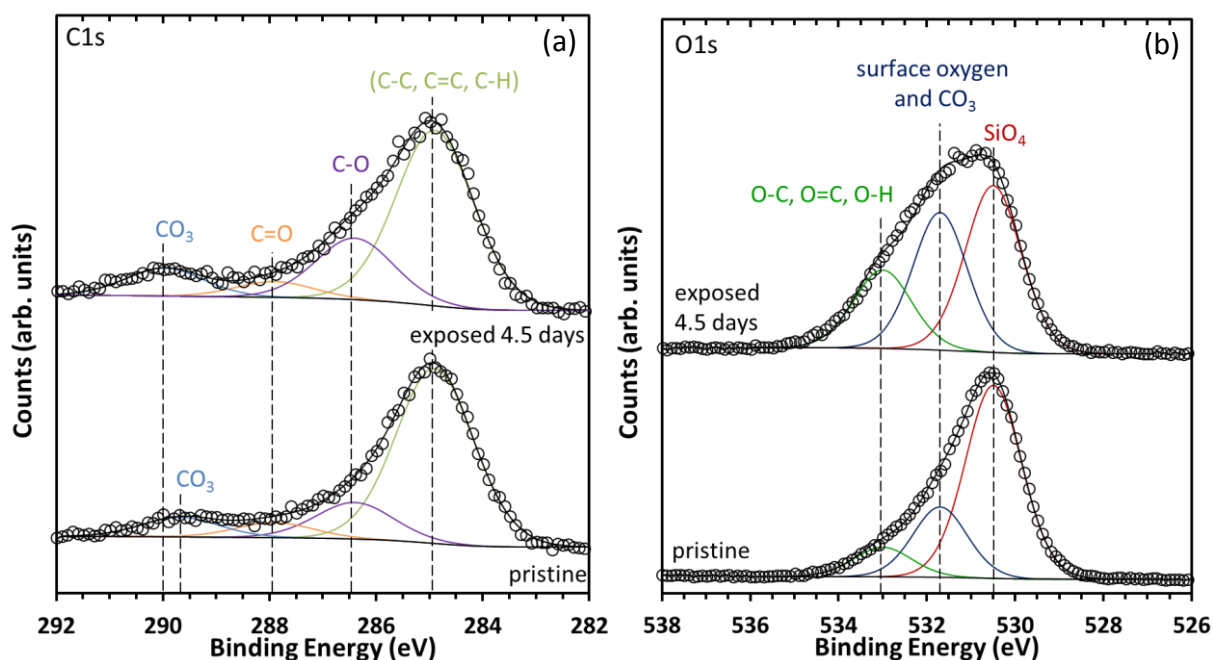 C1s
(a)
(C-C, C=C, C-H)
C-O
CO3
C=O
exposed 4.5 days
CO3
pristine
Counts (arb. units)
292 290 288 286 284 282
Binding Energy (eV)
O1s
(b)
surface oxygen
and CO3
SiO4
O-C, O=C, O-H
exposed
4.5 days
pristine
Counts (arb. units)
538 536 534 532 530 528 526
Binding Energy (eV)